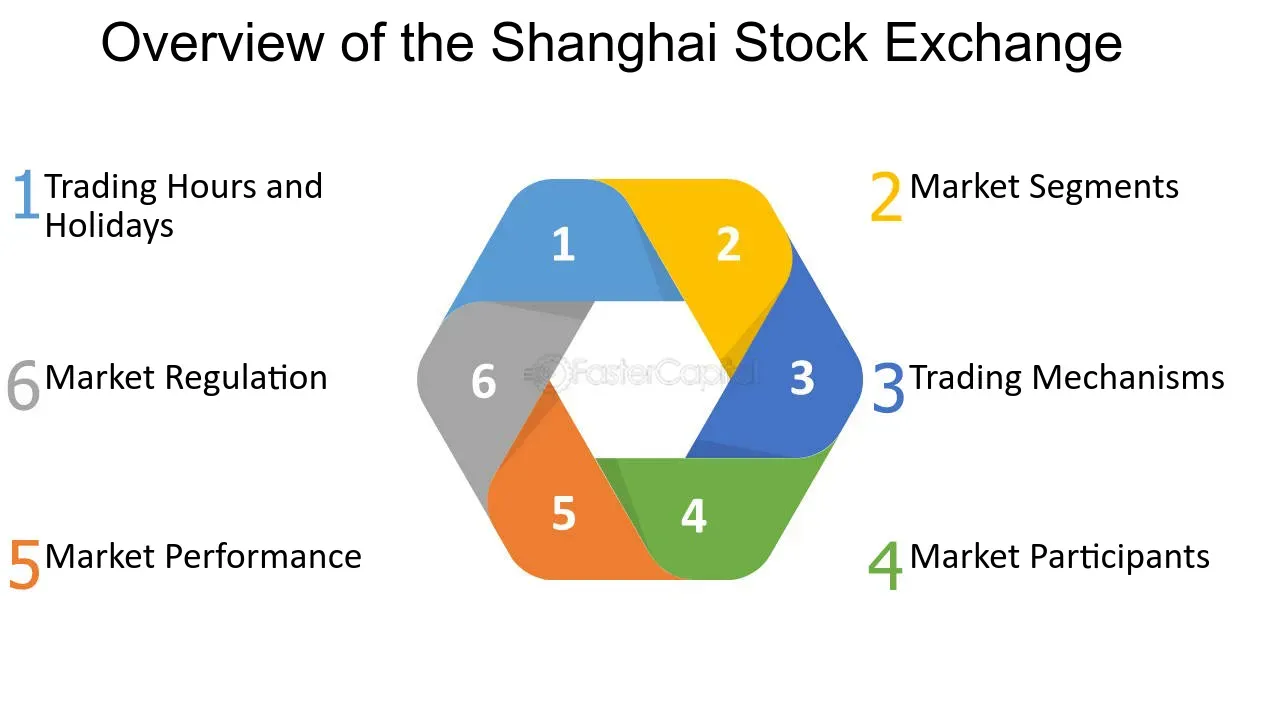 Overview of the Shanghai Stock Exchange
1 Trading Hours and
Holidays
2 Market Segments
6 Market Regulation
3 Trading Mechanisms
5 Market Performance
4 Market Participants
1
2
6
FasterCapital
3
5
4